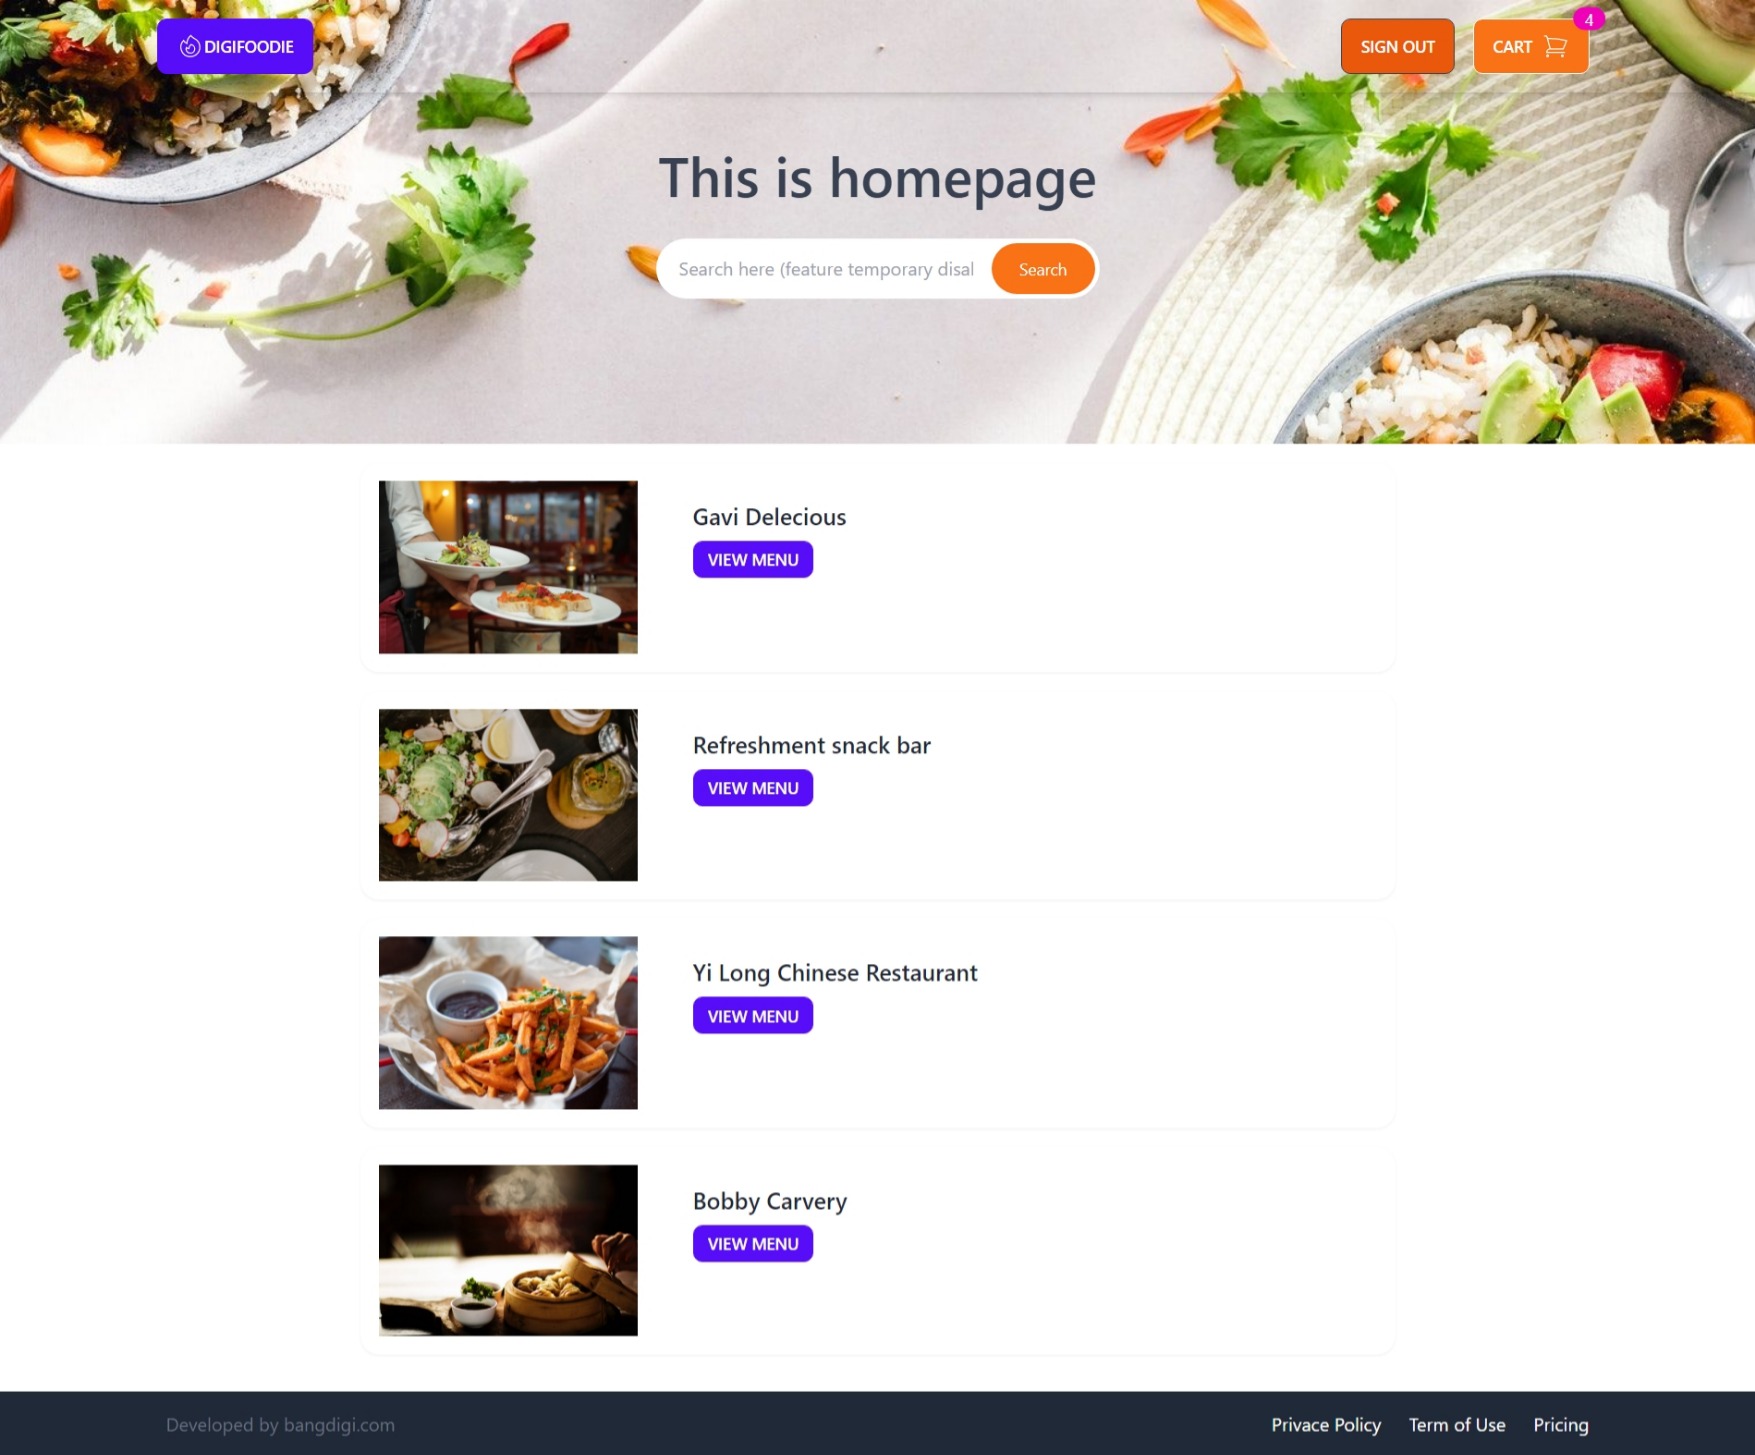 DIGIFOODIE
SIGN OUT
CART
4
This is homepage
Search here (feature temporary disal
Search
Gavi Delecious
VIEW MENU
Refreshment snack bar
VIEW MENU
Yi Long Chinese Restaurant
VIEW MENU
Bobby Carvery
VIEW MENU
Developed by bangdigi.com
Privace Policy
Term of Use
Pricing